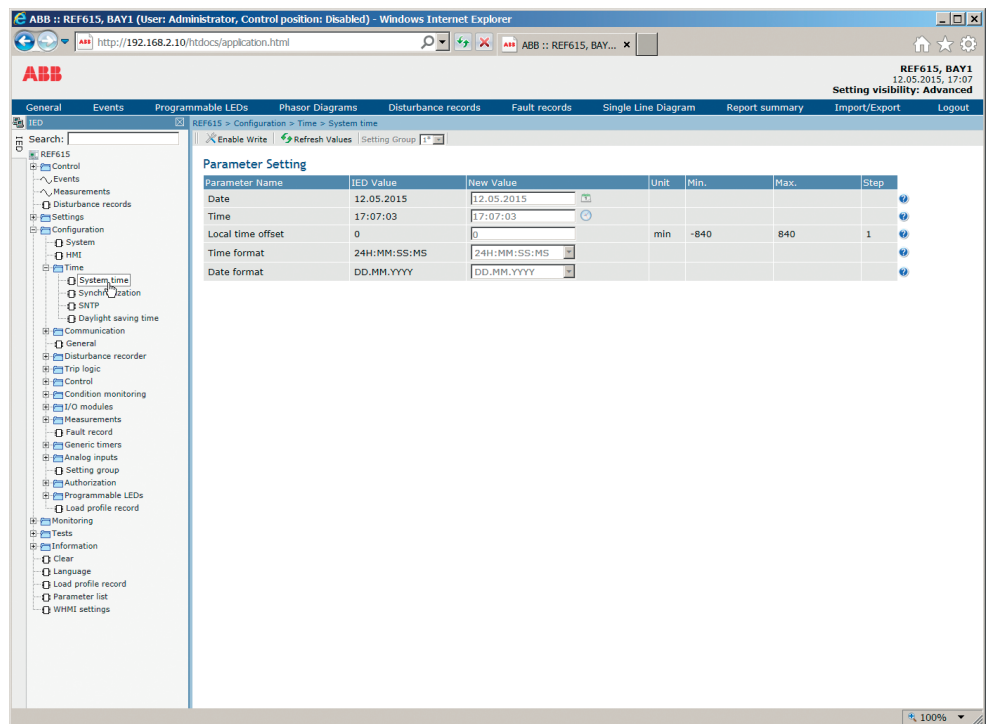 ABB :: REF615, BAY1 (User: Administrator, Control position: Disabled) - Windows Internet Explorer
http://192.168.2.10/htdocs/application.html
ABB :: REF615, BAY...
ABB
REF615, BAY1
12.05.2015, 17:07
Setting visibility: Advanced
General Events Programmable LEDs Phasor Diagrams Disturbance records Fault records Single Line Diagram Report summary Import/Export Logout
IED
IED
Search:
REF615
Control
Events
Measurements
Disturbance records
Settings
Configuration
System
HMI
Time
System time
Synchronization
SNTP
Daylight saving time
Communication
General
Disturbance recorder
Trip logic
Control
Condition monitoring
I/O modules
Measurements
Fault record
Generic timers
Analog inputs
Setting group
Authorization
Programmable LEDs
Load profile record
Monitoring
Tests
Information
Clear
Language
Load profile record
Parameter list
WHMI settings
REF615 > Configuration > Time > System time
Enable Write Refresh Values Setting Group 1*
Parameter Setting
Parameter Name IED Value New Value Unit Min. Max. Step
Date 12.05.2015 12.05.2015
Time 17:07:03 17:07:03
Local time offset 0 0 min -840 840 1
Time format 24H:MM:SS:MS 24H:MM:SS:MS
Date format DD.MM.YYYY DD.MM.YYYY
100%